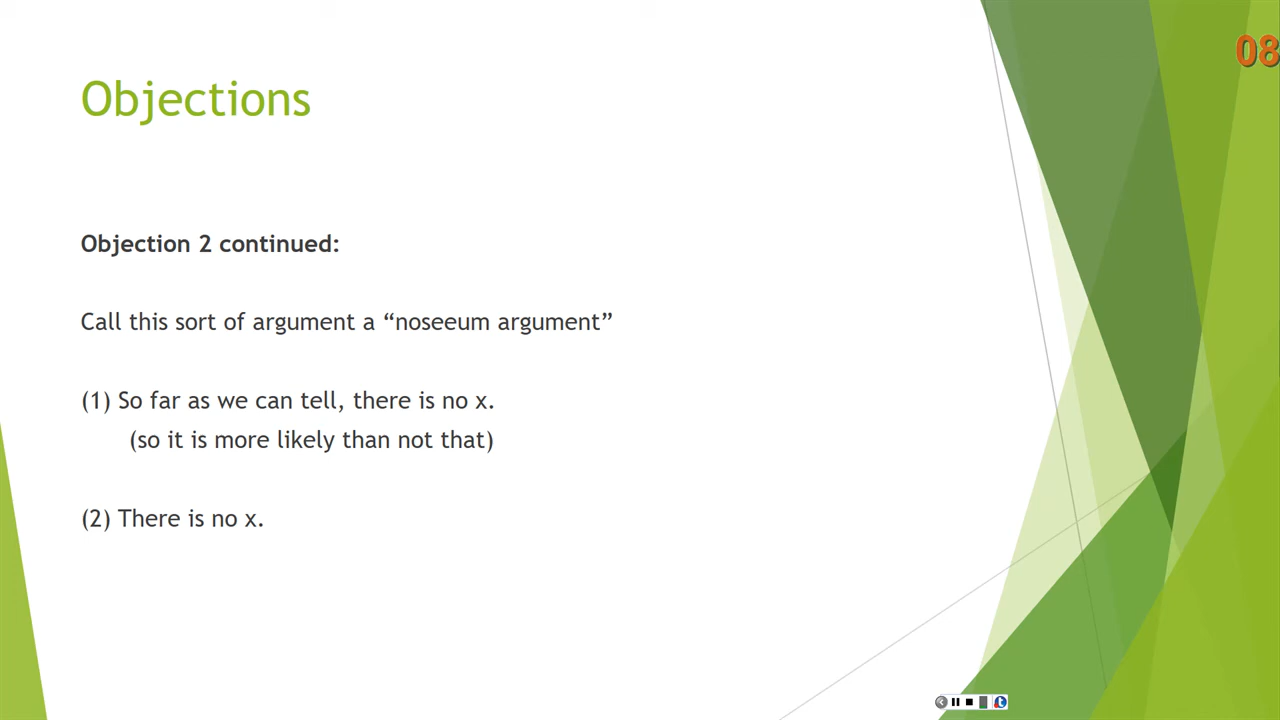 08
Objections
Objection 2 continued:
Call this sort of argument a “noseeum argument”
(1) So far as we can tell, there is no x.
(so it is more likely than not that)
(2) There is no x.